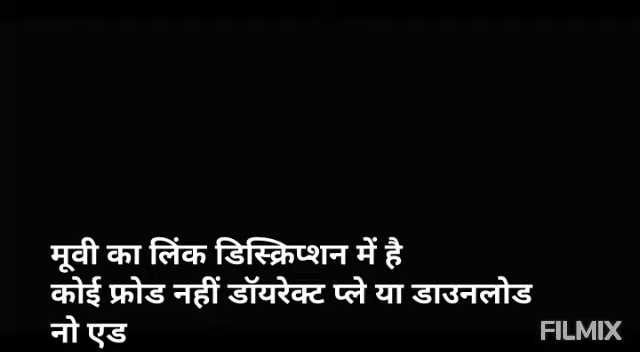 मूवी का लिंक डिस्क्रिप्शन में है
कोई फ्रोड नहीं डॉयरेक्ट प्ले या डाउनलोड
नो एड
FILMIX